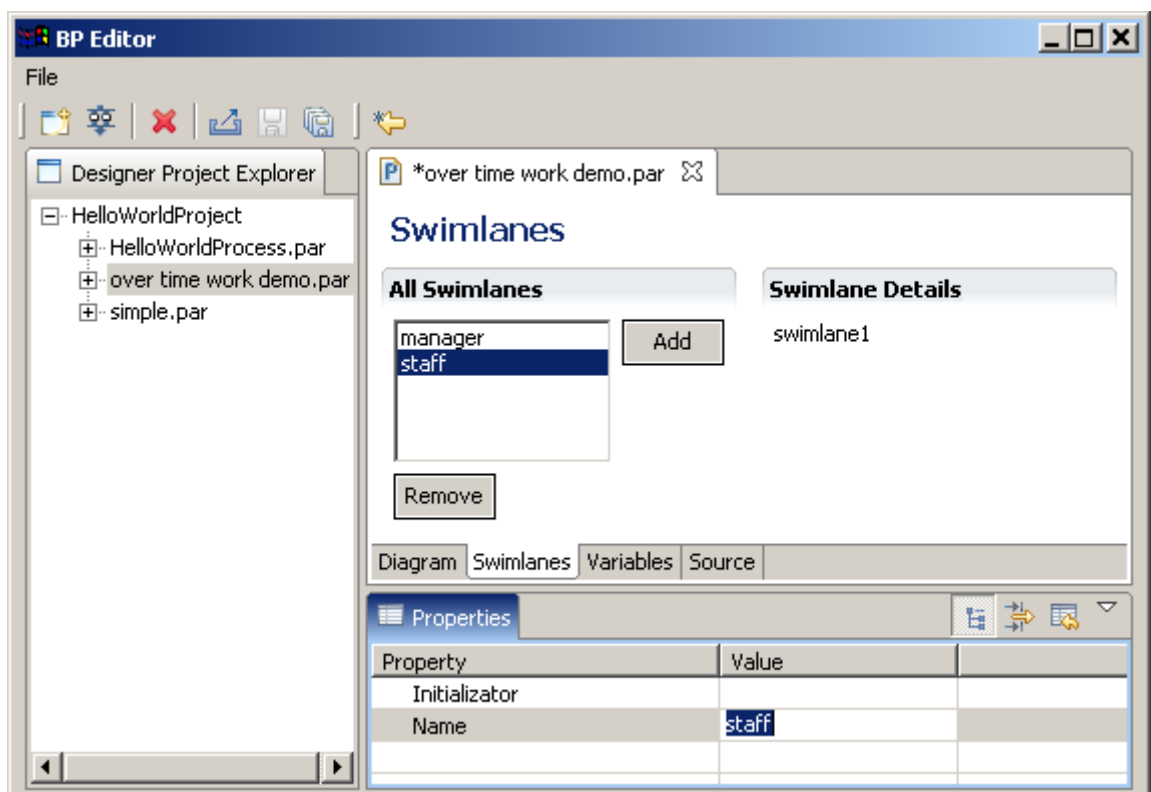 BP Editor
File
Designer Project Explorer
HelloWorldProject
HelloWorldProcess.par
over time work demo.par
simple.par
*over time work demo.par
Swimlanes
All Swimlanes
manager
staff
Add
Remove
Swimlane Details
swimlane1
Diagram Swimlanes Variables Source
Properties
Property Value
Initializator
Name staff